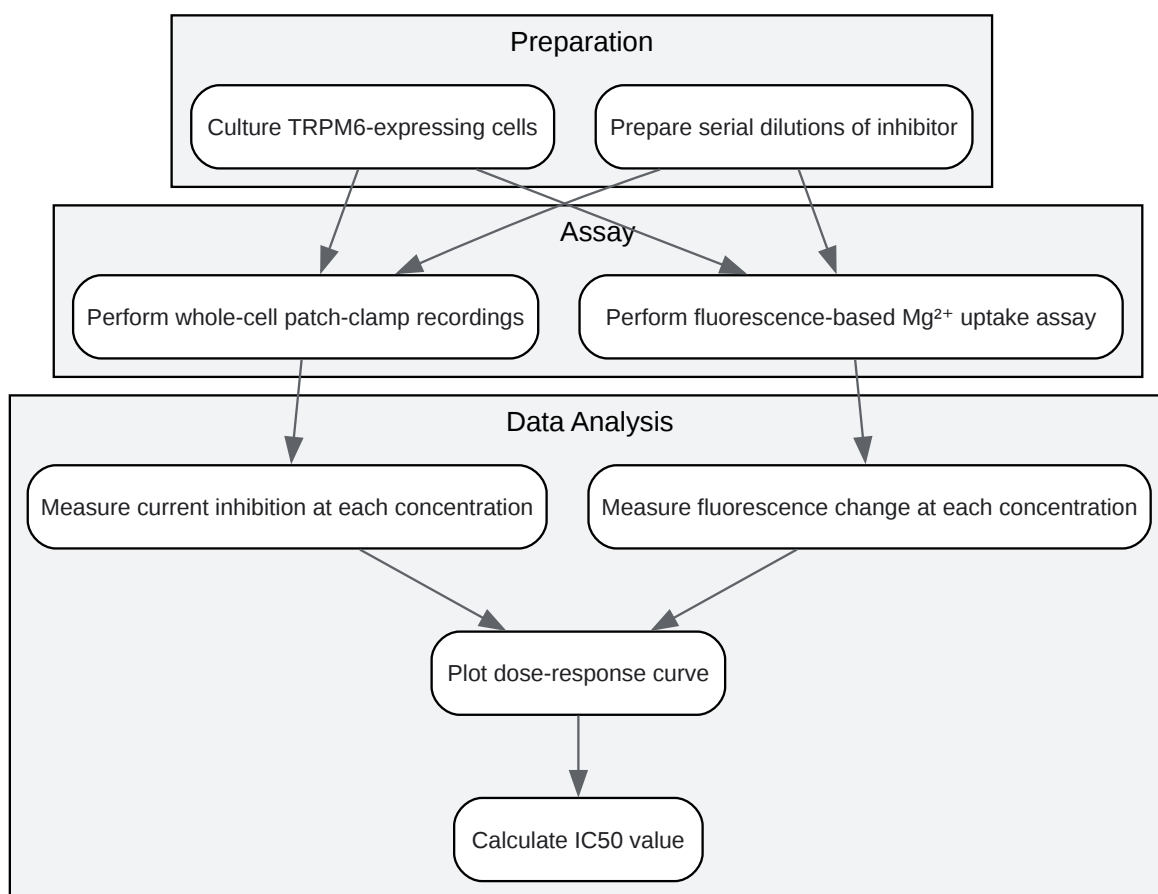 Preparation
Culture TRPM6-expressing cells
Prepare serial dilutions of inhibitor
Assay
Perform whole-cell patch-clamp recordings
Perform fluorescence-based Mg²⁺ uptake assay
Data Analysis
Measure current inhibition at each concentration
Measure fluorescence change at each concentration
Plot dose-response curve
Calculate IC50 value